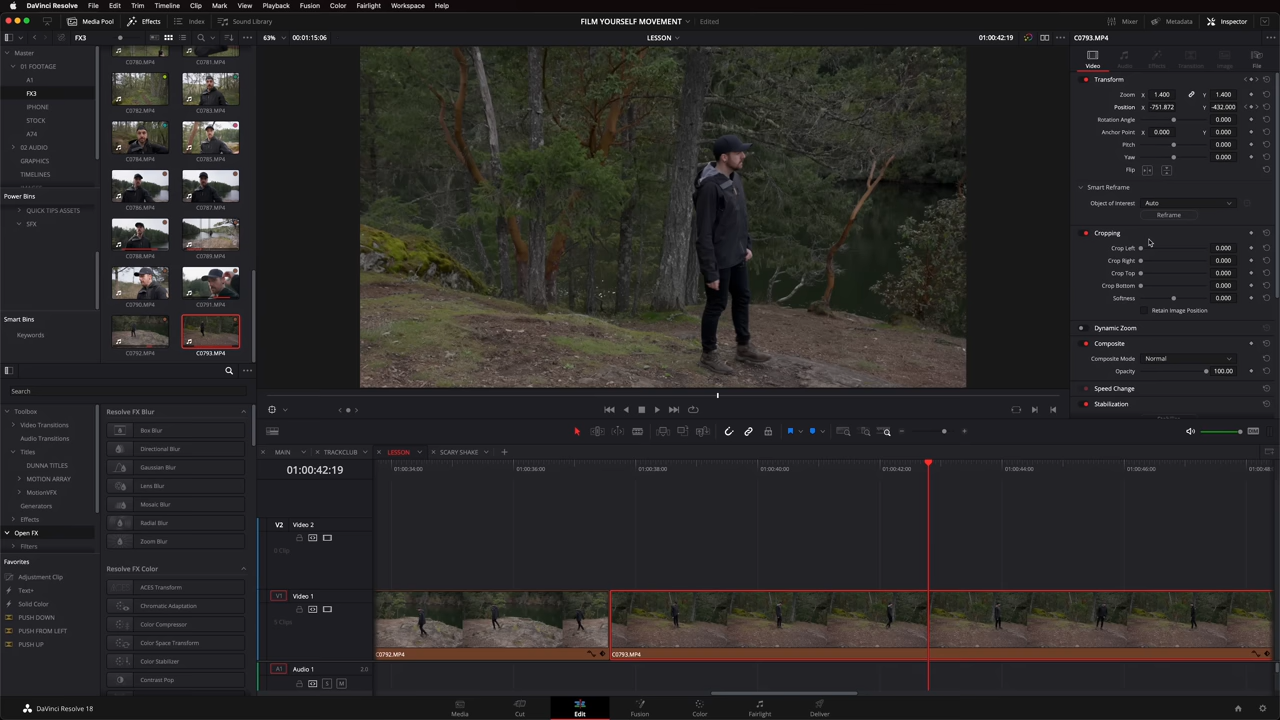 DaVinci Resolve File Edit Trim Timeline Clip Mark View Playback Fusion Color Fairlight Workspace Help
Media Pool Effects Index Sound Library FILM YOURSELF MOVEMENT Edited Mixer Metadata Inspector
FX3 63% 00:01:15:06 LESSON 01:00:42:19 C0793.MP4
Master
01 FOOTAGE
A1
FX3
IPHONE
STOCK
A74
02 AUDIO
GRAPHICS
TIMELINES
Power Bins
QUICK TIPS ASSETS
SFX
Smart Bins
Keywords
C0780.MP4 C0781.MP4
C0782.MP4 C0783.MP4
C0784.MP4 C0785.MP4
C0786.MP4 C0787.MP4
C0788.MP4 C0789.MP4
C0790.MP4 C0791.MP4
C0792.MP4 C0793.MP4
Video Audio Effects Transition Image File
Transform
Zoom X 1.400 Y 1.400
Position X -751.872 Y -432.000
Rotation Angle 0.000
Anchor Point X 0.000 Y 0.000
Pitch 0.000
Yaw 0.000
Flip
Smart Reframe
Object of Interest Auto
Reframe
Cropping
Crop Left 0.000
Crop Right 0.000
Crop Top 0.000
Crop Bottom 0.000
Softness 0.000
Retain Image Position
Dynamic Zoom
Composite
Composite Mode Normal
Opacity 100.00
Speed Change
Stabilization
Search
Toolbox
Video Transitions
Audio Transitions
Titles
DUNNA TITLES
MOTION ARRAY
MotionVFX
Generators
Effects
Open FX
Filters
Favorites
Adjustment Clip
Text+
Solid Color
PUSH DOWN
PUSH FROM LEFT
PUSH UP
Resolve FX Blur
Box Blur
Directional Blur
Gaussian Blur
Lens Blur
Mosaic Blur
Radial Blur
Zoom Blur
Resolve FX Color
ACES Transform
Chromatic Adaptation
Color Compressor
Color Space Transform
Color Stabilizer
Contrast Pop
DIM
MAIN TRACKCLUB LESSON SCARY SHAKE
01:00:42:19 01:00:34:00 01:00:36:00 01:00:38:00 01:00:40:00 01:00:42:00 01:00:44:00 01:00:46:00 01:00:48
V2 Video 2
6 Clip
V1 Video 1
5 Clips
C0792.MP4 C0793.MP4
A1 Audio 1 2.0
S M
DaVinci Resolve 18 Media Cut Edit Fusion Color Fairlight Deliver